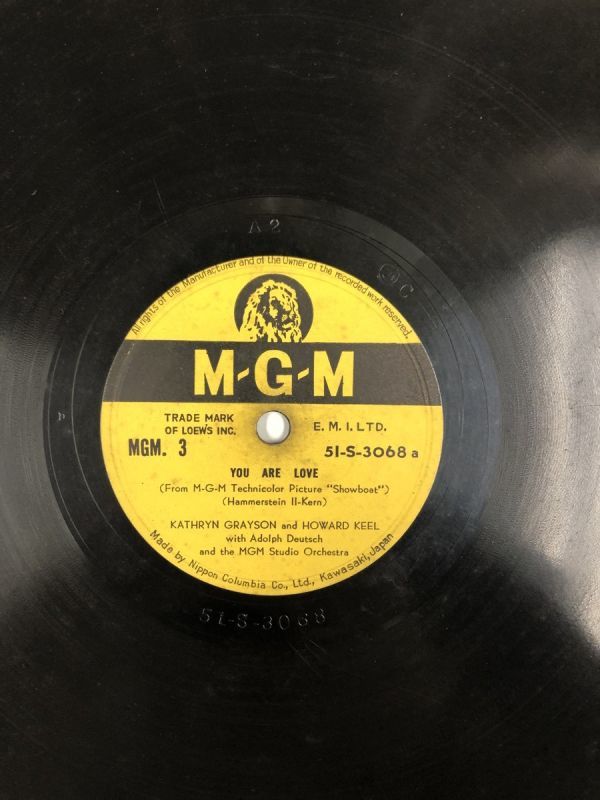 A2
C
All rights of the Manufacturer and of the Owner of the recorded work reserved.
M-G-M
TRADE MARK
OF LOEW'S INC.
E. M. I. LTD.
MGM. 3
51-S-3068 a
YOU ARE LOVE
(From M-G-M Technicolor Picture "Showboat")
(Hammerstein II-Kern)
KATHRYN GRAYSON and HOWARD KEEL
with Adolph Deutsch
and the MGM Studio Orchestra
Made by Nippon Columbia Co., Ltd., Kawasaki, Japan
51-S-3068